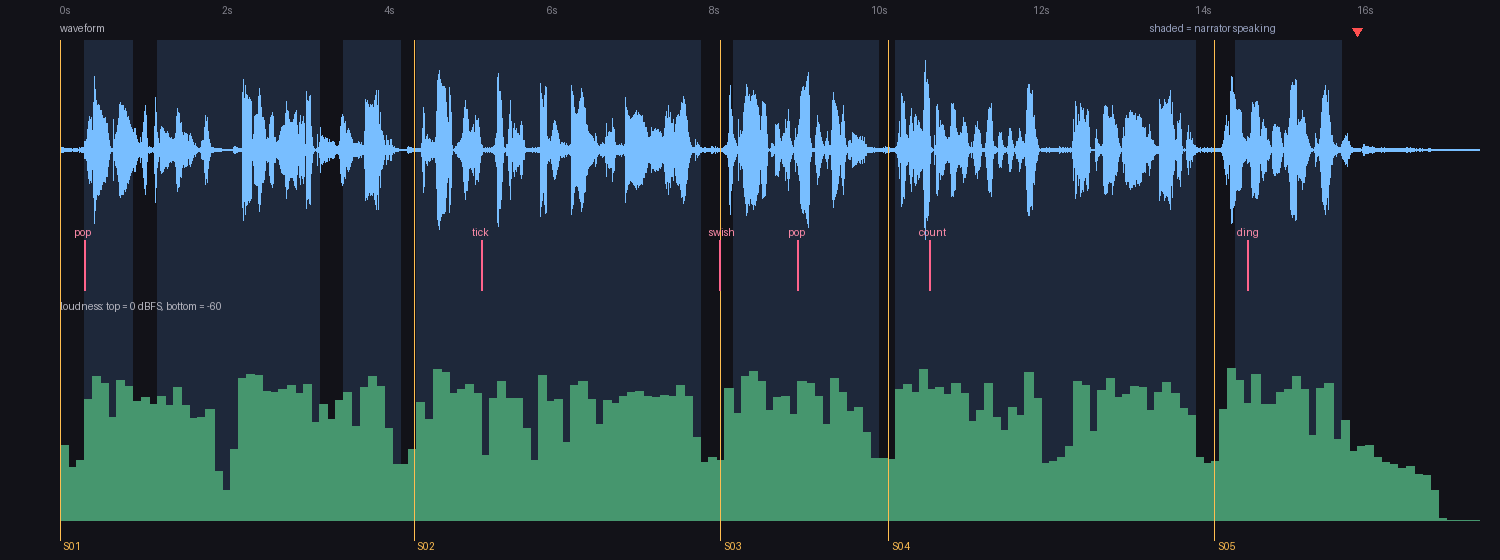 0s 2s 4s 6s 8s 10s 12s 14s 16s
waveform shaded = narrator speaking
pop tick swish pop count ding
loudness: top = 0 dBFS, bottom = -60
S01 S02 S03 S04 S05